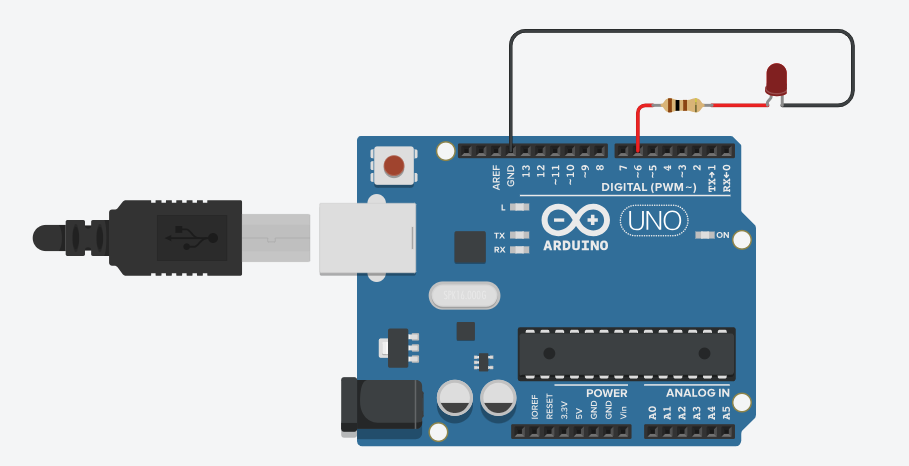 AREF
GND
13
12
~11
~10
~9
8
7
~6
~5
4
~3
2
TX→1
RX←0
DIGITAL (PWM~)
L
TX
RX
UNO
ARDUINO
ON
POWER
ANALOG IN
IOREF
RESET
3.3V
5V
GND
GND
Vin
A0
A1
A2
A3
A4
A5